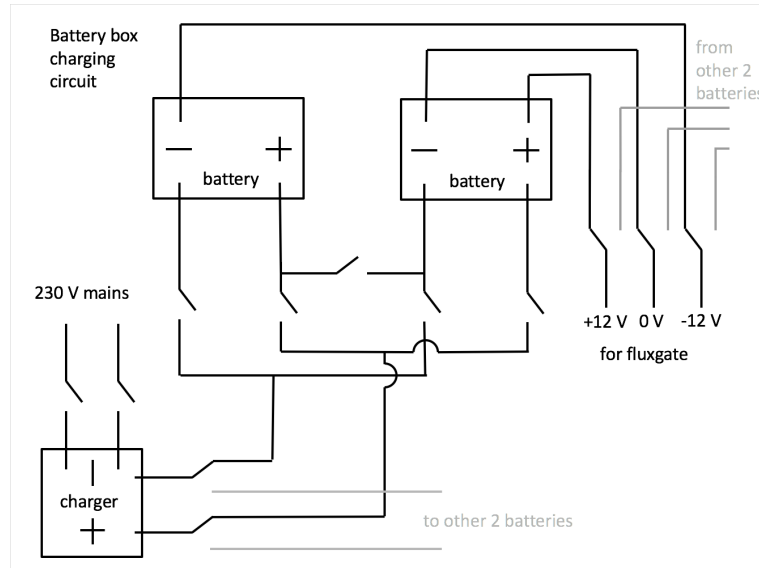 Battery box
charging
circuit
from
other 2
batteries
— +
battery
— +
battery
230 V mains
+12 V 0 V -12 V
for fluxgate
—
charger
+
to other 2 batteries